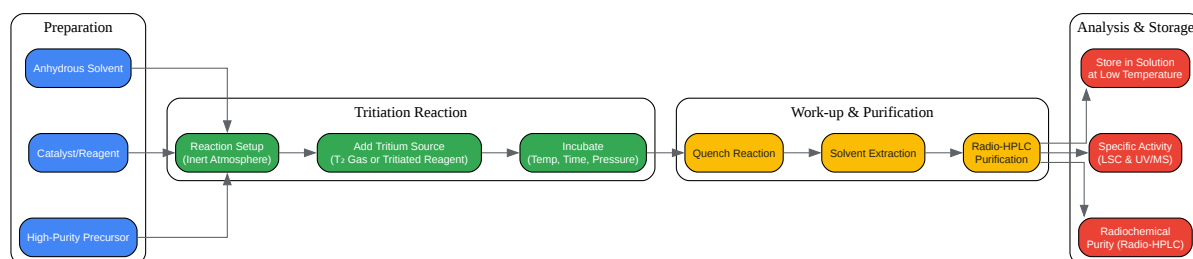 Preparation
Anhydrous Solvent
Catalyst/Reagent
High-Purity Precursor
Tritiation Reaction
Reaction Setup
(Inert Atmosphere)
Add Tritium Source
(T₂ Gas or Tritiated Reagent)
Incubate
(Temp, Time, Pressure)
Work-up & Purification
Quench Reaction
Solvent Extraction
Radio-HPLC
Purification
Analysis & Storage
Store in Solution
at Low Temperature
Specific Activity
(LSC & UV/MS)
Radiochemical
Purity (Radio-HPLC)